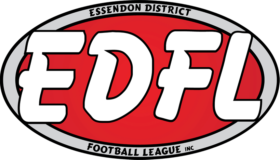 ESSENDON DISTRICT
EDFL
FOOTBALL LEAGUE INC